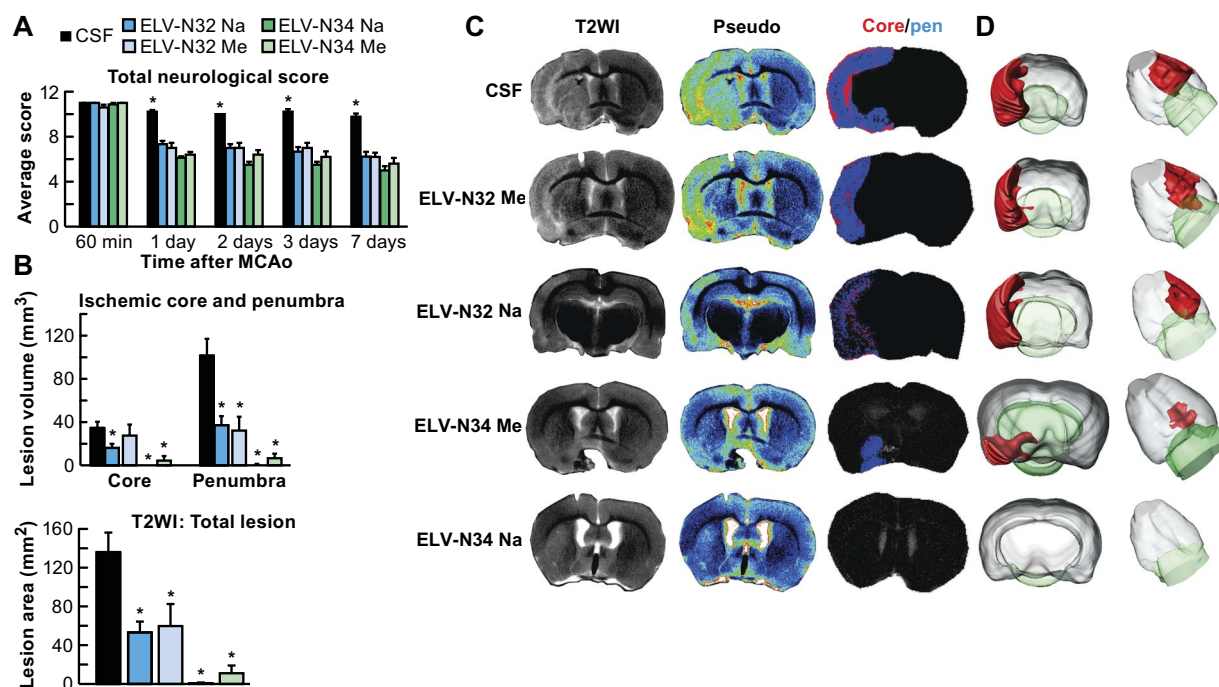 A
CSF
ELV-N32 Na
ELV-N34 Na
ELV-N32 Me
ELV-N34 Me
Total neurological score
*
*
*
*
Average score
12
9
6
3
0
60 min
1 day
2 days
3 days
7 days
Time after MCAo
B
Ischemic core and penumbra
Lesion volume (mm3)
120
80
40
0
*
*
*
*
*
*
*
Core
Penumbra
T2WI: Total lesion
Lesion area (mm2)
160
120
80
40
0
*
*
*
*
C
T2WI
Pseudo
Core/pen
D
CSF
ELV-N32 Me
ELV-N32 Na
ELV-N34 Me
ELV-N34 Na